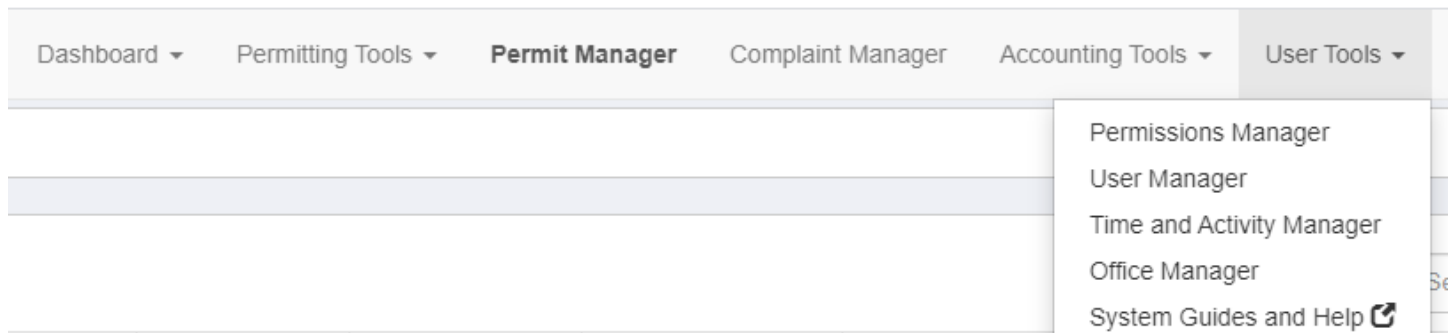 Dashboard Permitting Tools Permit Manager Complaint Manager Accounting Tools User Tools
Permissions Manager
User Manager
Time and Activity Manager
Office Manager
System Guides and Help